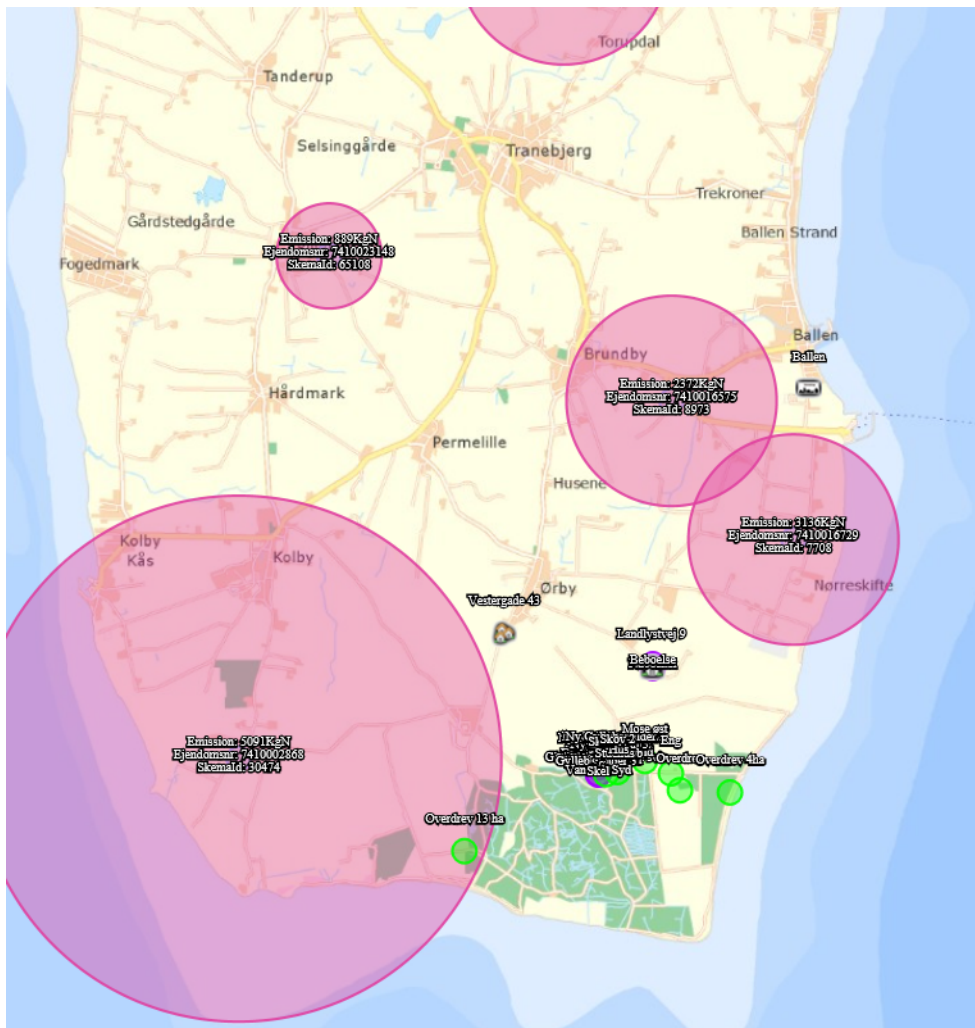 Torupdal
Tanderup
Selsinggårde
Tranebjerg
Trekroner
Gårdstedgårde
Ballen Strand
Emission: 889KgN
Ejendomsnr: 7410023148
SkemaId: 65108
Fogedmark
Ballen
Brundby
Ballen
Emission: 2372KgN
Ejendomsnr: 7410016575
SkemaId: 8973
Hårdmark
Permelille
Husene
Emission: 3136KgN
Ejendomsnr: 7410016729
SkemaId: 7708
Kolby
Kås
Kolby
Ørby
Nørreskifte
Vestergade 43
Landlystvej 9
Beboelse
Mose øst
Skov 2
Eng
Emission: 5091KgN
Ejendomsnr: 7410002868
SkemaId: 30474
Overdrev 4ha
Skel Syd
Overdrev 13 ha